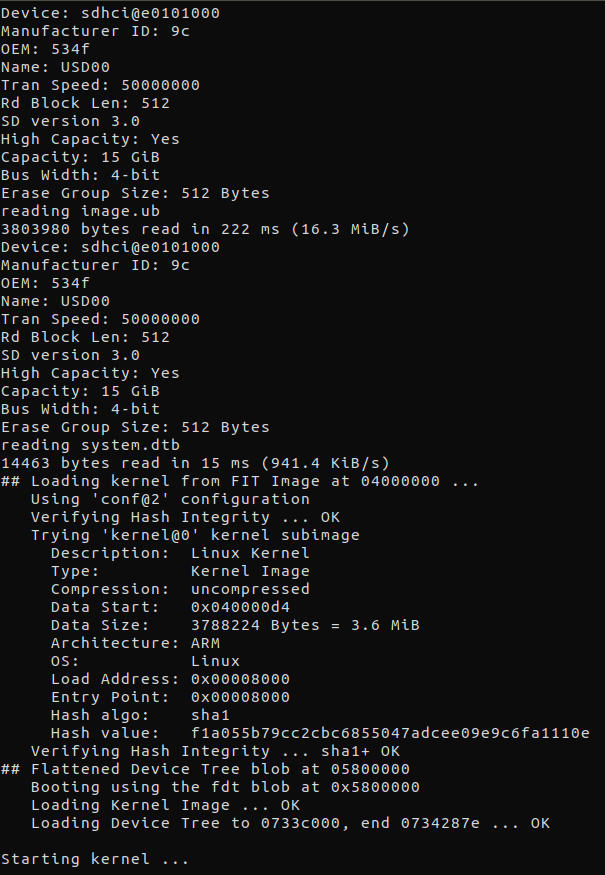 Device: sdhci@e0101000
Manufacturer ID: 9c
OEM: 534f
Name: USD00
Tran Speed: 50000000
Rd Block Len: 512
SD version 3.0
High Capacity: Yes
Capacity: 15 GiB
Bus Width: 4-bit
Erase Group Size: 512 Bytes
reading image.ub
3803980 bytes read in 222 ms (16.3 MiB/s)
Device: sdhci@e0101000
Manufacturer ID: 9c
OEM: 534f
Name: USD00
Tran Speed: 50000000
Rd Block Len: 512
SD version 3.0
High Capacity: Yes
Capacity: 15 GiB
Bus Width: 4-bit
Erase Group Size: 512 Bytes
reading system.dtb
14463 bytes read in 15 ms (941.4 KiB/s)
## Loading kernel from FIT Image at 04000000 ...
   Using 'conf@2' configuration
   Verifying Hash Integrity ... OK
   Trying 'kernel@0' kernel subimage
     Description:  Linux Kernel
     Type:         Kernel Image
     Compression:  uncompressed
     Data Start:   0x040000d4
     Data Size:    3788224 Bytes = 3.6 MiB
     Architecture: ARM
     OS:           Linux
     Load Address: 0x00008000
     Entry Point:  0x00008000
     Hash algo:    sha1
     Hash value:   f1a055b79cc2cbc6855047adcee09e9c6fa1110e
   Verifying Hash Integrity ... sha1+ OK
## Flattened Device Tree blob at 05800000
   Booting using the fdt blob at 0x5800000
   Loading Kernel Image ... OK
   Loading Device Tree to 0733c000, end 0734287e ... OK

Starting kernel ...